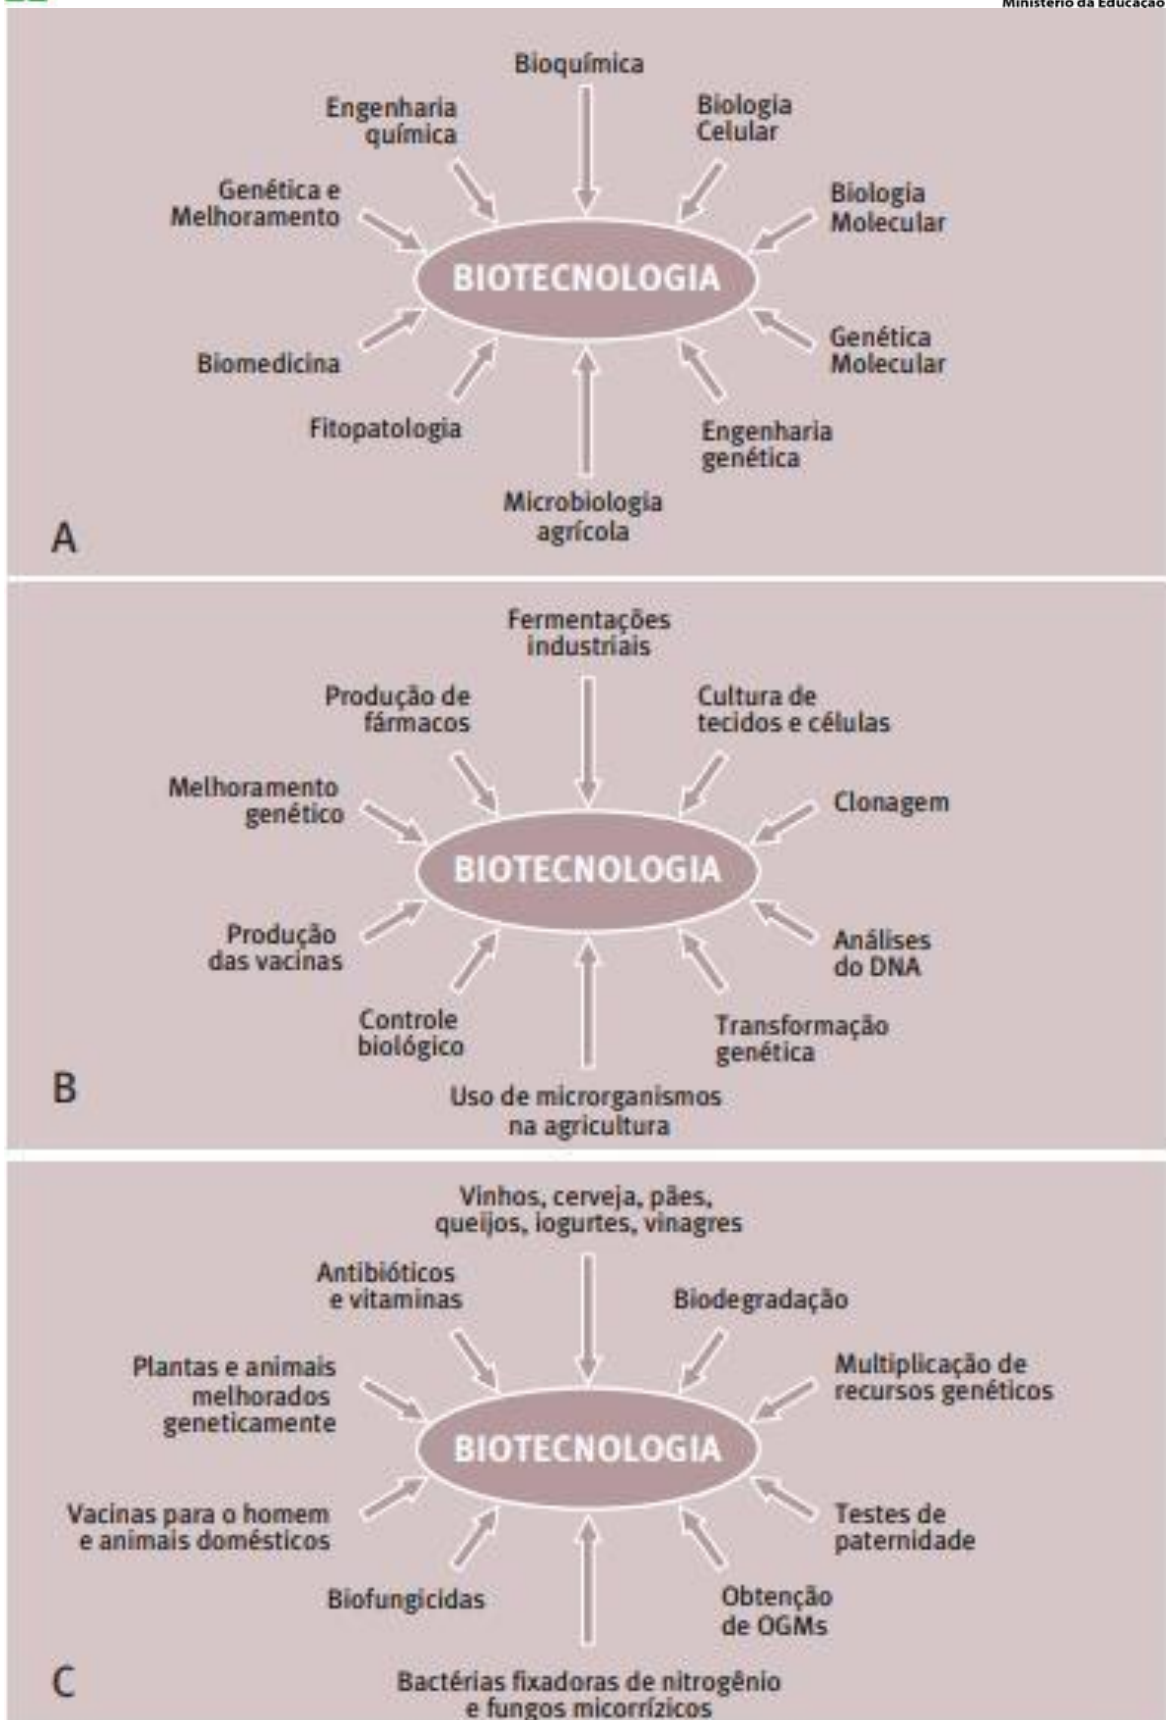 Ministério da Educação
Bioquímica
Engenharia
química
Biologia
Celular
Genética e
Melhoramento
Biologia
Molecular
BIOTECNOLOGIA
Biomedicina
Genética
Molecular
Fitopatologia
Engenharia
genética
Microbiologia
agrícola
A
Fermentações
industriais
Produção de
fármacos
Cultura de
tecidos e células
Melhoramento
genético
Clonagem
BIOTECNOLOGIA
Produção
das vacinas
Análises
do DNA
Controle
biológico
Transformação
genética
Uso de microrganismos
na agricultura
B
Vinhos, cerveja, pães,
queijos, iogurtes, vinagres
Antibióticos
e vitaminas
Biodegradação
Plantas e animais
melhorados
geneticamente
Multiplicação de
recursos genéticos
BIOTECNOLOGIA
Vacinas para o homem
e animais domésticos
Testes de
paternidade
Biofungicidas
Obtenção
de OGMs
Bactérias fixadoras de nitrogênio
e fungos micorrízicos
C